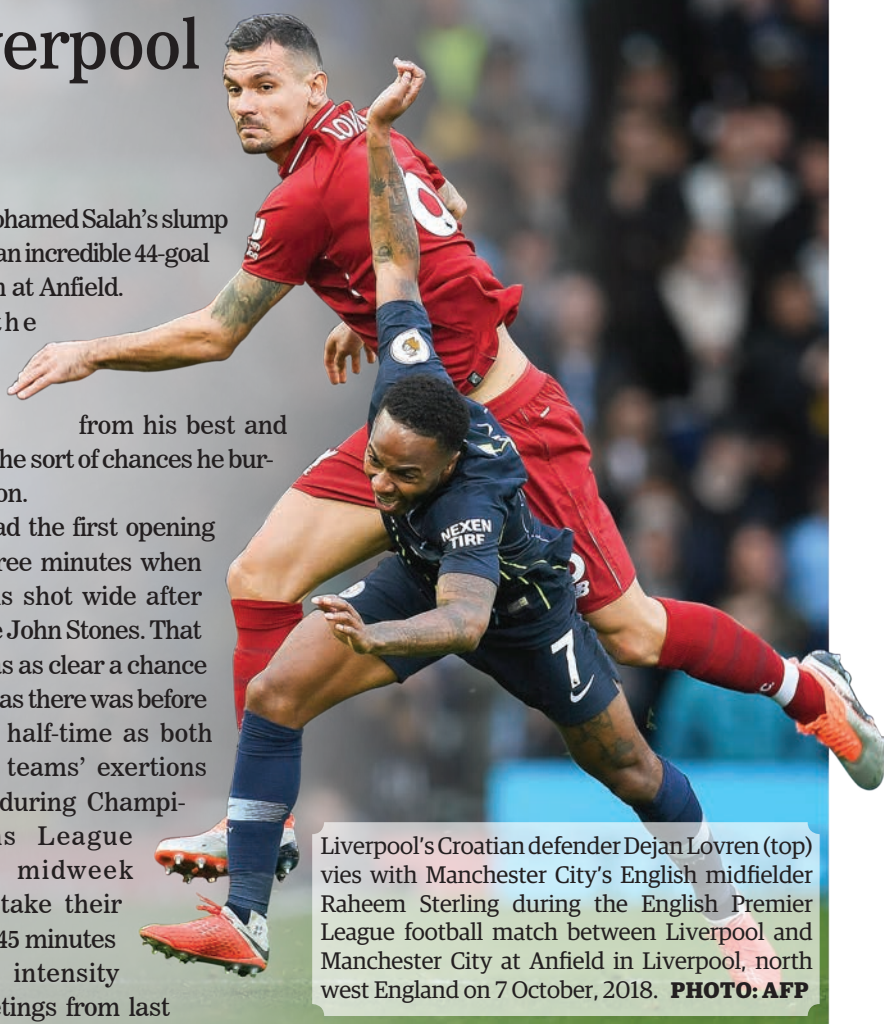 verpool
ohamed Salah's slump
an incredible 44-goal
n at Anfield.
the
from his best and
he sort of chances he bur-
on.
ad the first opening
ree minutes when
is shot wide after
e John Stones. That
as as clear a chance
as there was before
half-time as both
teams' exertions
during Champi-
ns League
midweek
take their
45 minutes
intensity
etings from last
6
NEXEN
TIRE
7
Liverpool's Croatian defender Dejan Lovren (top)
vies with Manchester City's English midfielder
Raheem Sterling during the English Premier
League football match between Liverpool and
Manchester City at Anfield in Liverpool, north
west England on 7 October, 2018. PHOTO: AFP